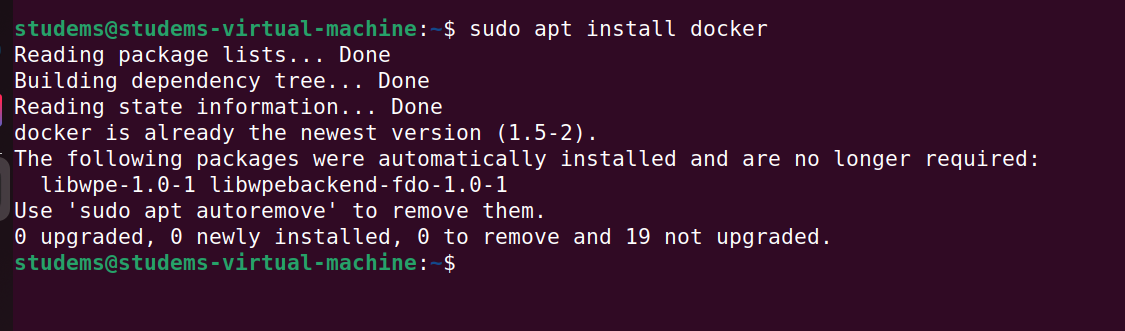 studems@studems-virtual-machine:~$ sudo apt install docker
Reading package lists... Done
Building dependency tree... Done
Reading state information... Done
docker is already the newest version (1.5-2).
The following packages were automatically installed and are no longer required:
  libwpe-1.0-1 libwpebackend-fdo-1.0-1
Use 'sudo apt autoremove' to remove them.
0 upgraded, 0 newly installed, 0 to remove and 19 not upgraded.
studems@studems-virtual-machine:~$